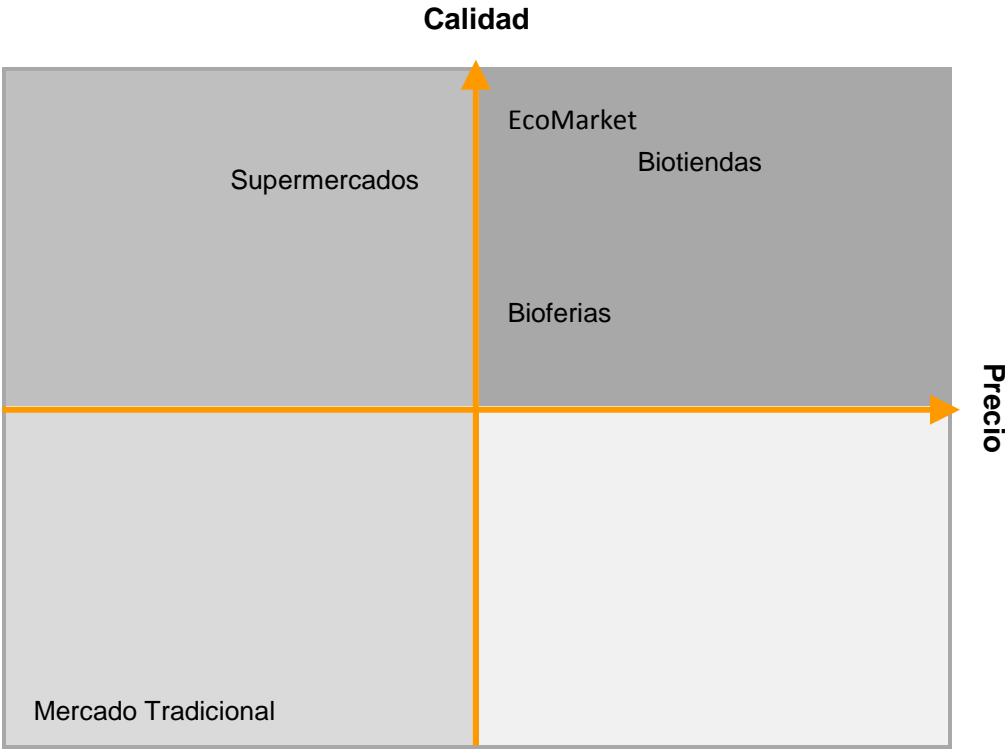 Calidad
EcoMarket
Biotiendas
Supermercados
Bioferias
Precio
Mercado Tradicional